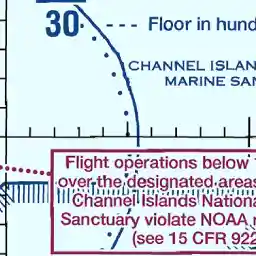 30 --- Floor in hund
CHANNEL ISLAN
MARINE SAN
Flight operations below
over the designated areas
Channel Islands Nationa
Sanctuary violate NOAA
(see 15 CFR 922